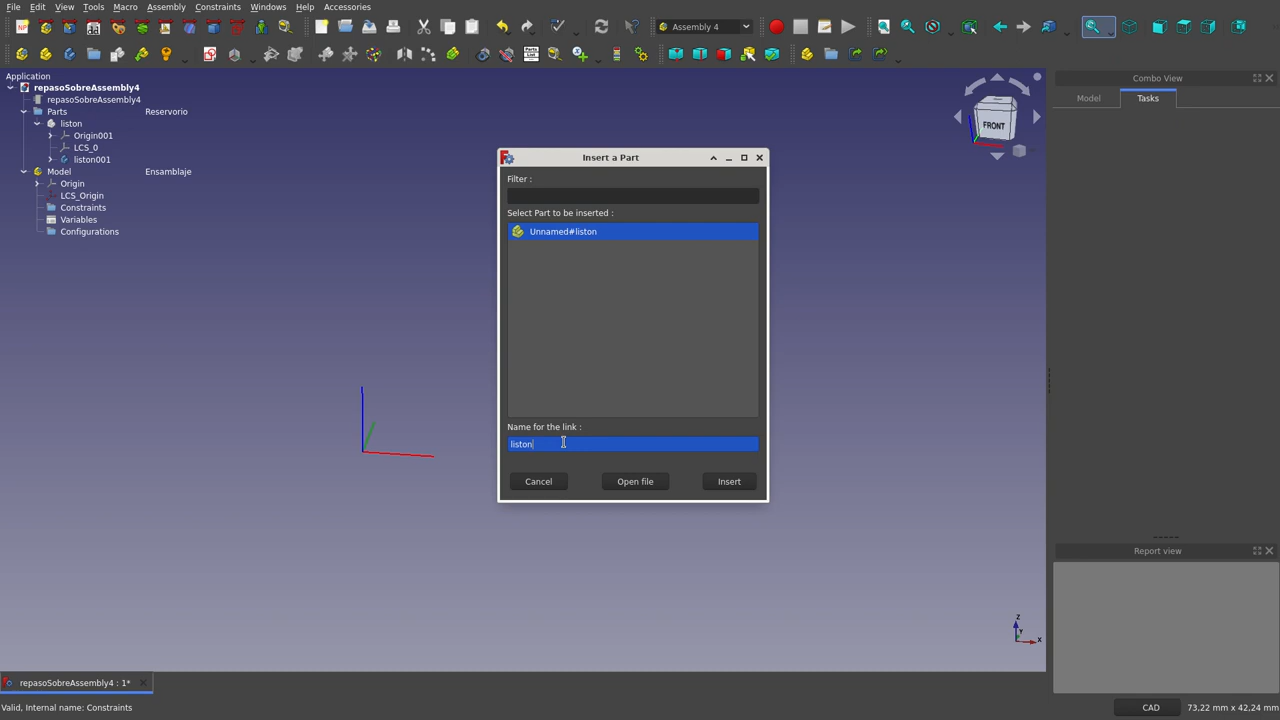 File Edit View Tools Macro Assembly Constraints Windows Help Accessories
Assembly 4
Application
repasoSobreAssembly4
repasoSobreAssembly4
Parts Reservorio
liston
Origin001
LCS_0
liston001
Model Ensamblaje
Origin
LCS_Origin
Constraints
Variables
Configurations
FRONT
Insert a Part
Filter :
Select Part to be inserted :
Unnamed#liston
Name for the link :
liston
Cancel Open file Insert
Combo View
Model Tasks
Report view
Z
Y
X
repasoSobreAssembly4 : 1*
Valid, Internal name: Constraints
CAD 73,22 mm x 42,24 mm